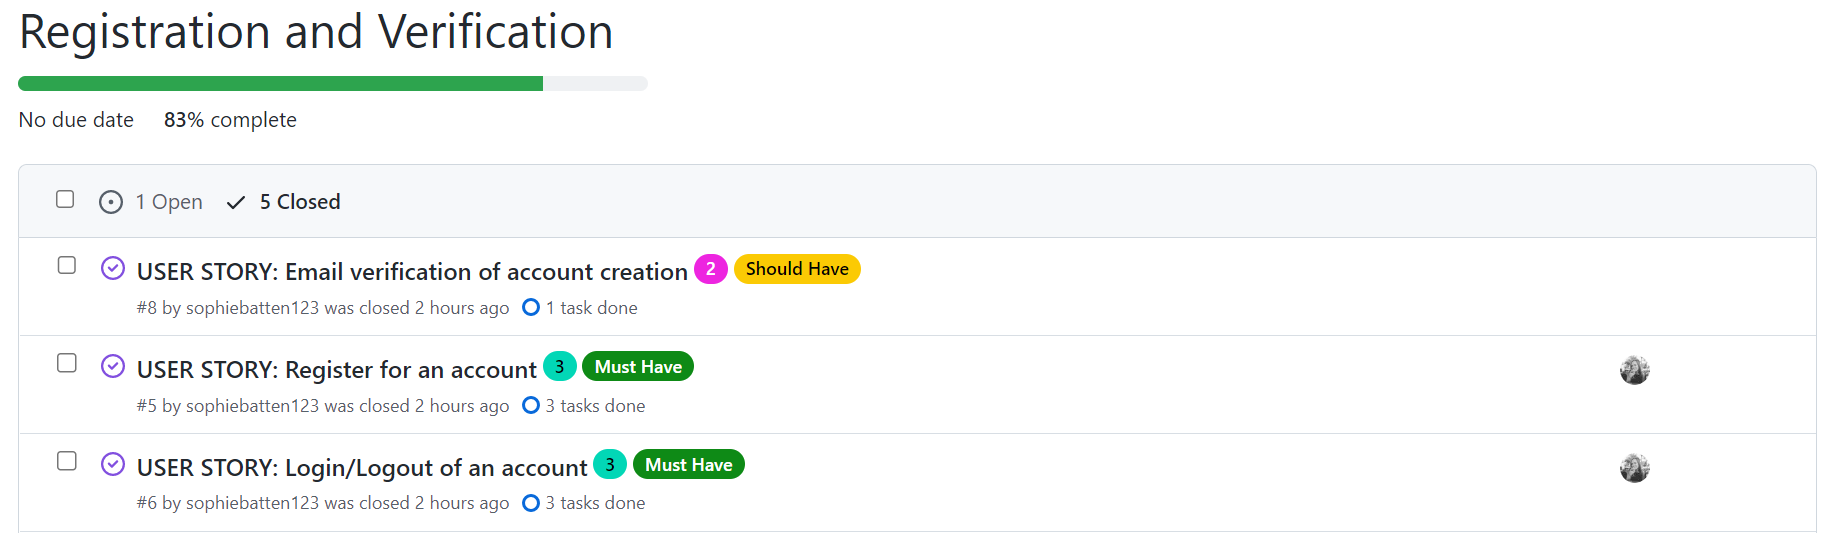 Registration and Verification
No due date 83% complete
1 Open 5 Closed
USER STORY: Email verification of account creation 2 Should Have
#8 by sophiebatten123 was closed 2 hours ago 1 task done
USER STORY: Register for an account 3 Must Have
#5 by sophiebatten123 was closed 2 hours ago 3 tasks done
USER STORY: Login/Logout of an account 3 Must Have
#6 by sophiebatten123 was closed 2 hours ago 3 tasks done